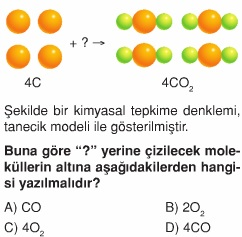 + ? →
4C 4CO₂
Şekilde bir kimyasal tepkime denklemi,
tanecik modeli ile gösterilmiştir.
Buna göre “?” yerine çizilecek mole-
küllerin altına aşağıdakilerden hangi-
si yazılmalıdır?
A) CO B) 2O₂
C) 4O₂ D) 4CO